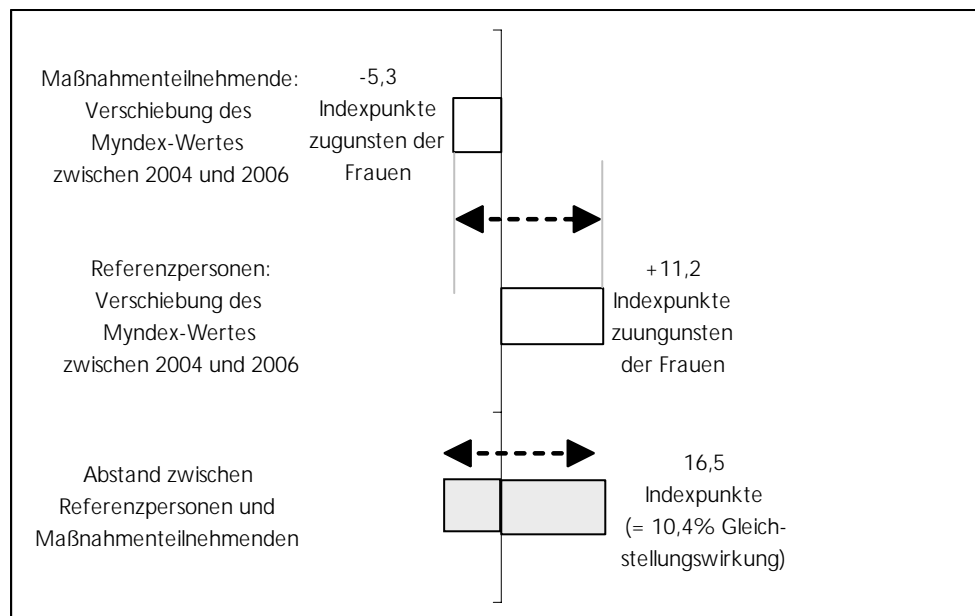 Maßnahmenteilnehmende:
Verschiebung des
Myndex-Wertes
zwischen 2004 und 2006
-5,3
Indexpunkte
zugunsten der
Frauen
Referenzpersonen:
Verschiebung des
Myndex-Wertes
zwischen 2004 und 2006
+11,2
Indexpunkte
zuungunsten
der Frauen
Abstand zwischen
Referenzpersonen und
Maßnahmenteilnehmenden
16,5
Indexpunkte
(= 10,4% Gleich-
stellungswirkung)